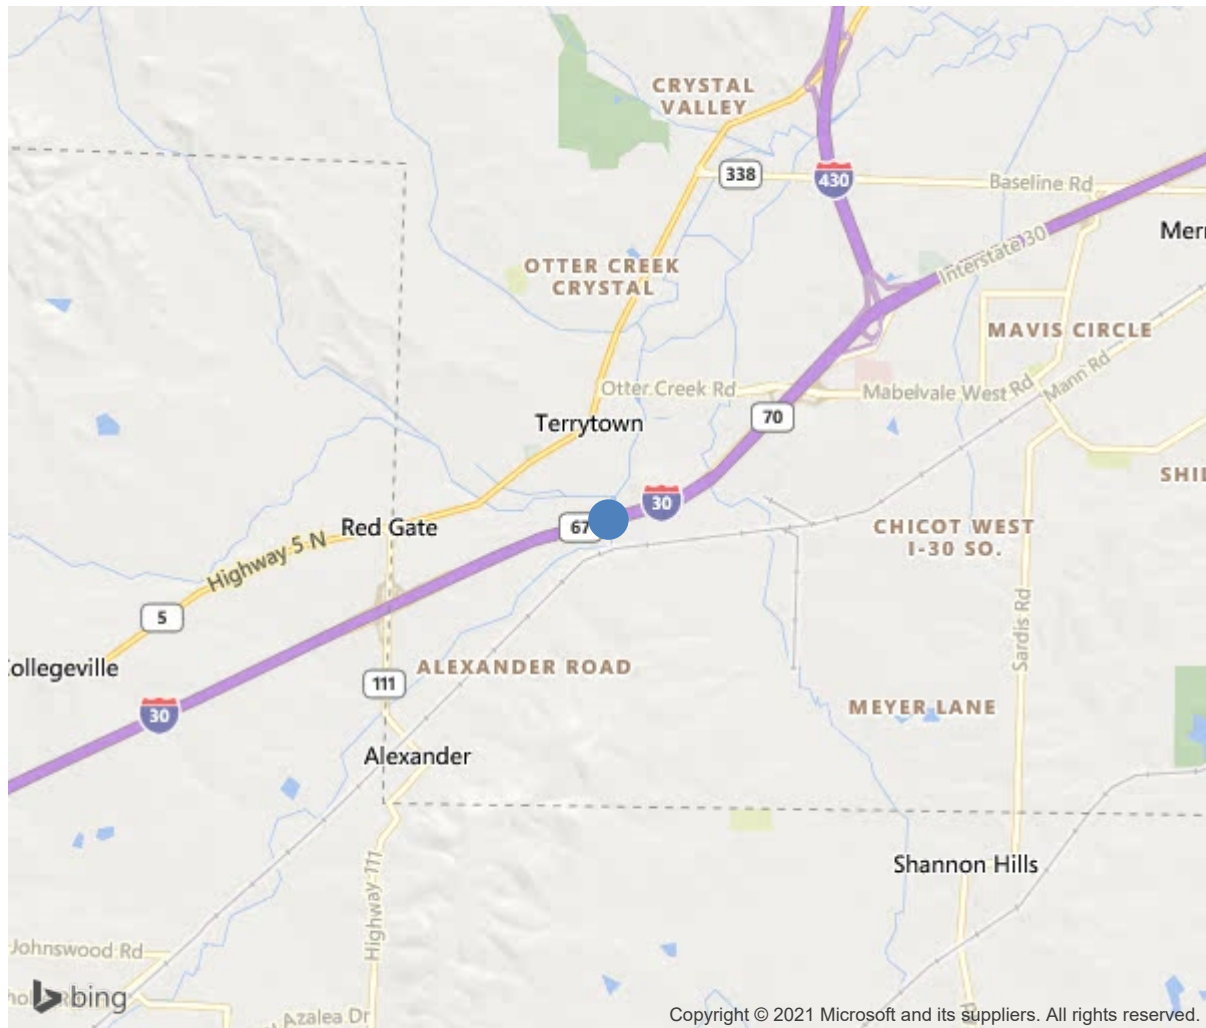 CRYSTAL
VALLEY
338
430
Baseline Rd
Interstate 30
OTTER CREEK
CRYSTAL
MAVIS CIRCLE
Otter Creek Rd
Mabelvale West Rd
Mann Rd
Terrytown
70
30
67
Red Gate
CHICOT WEST
I-30 SO.
Highway 5 N
5
Sardis Rd
ALEXANDER ROAD
111
30
MEYER LANE
Alexander
Shannon Hills
Highway 111
Johnswood Rd
bing
Azalea Dr
Copyright © 2021 Microsoft and its suppliers. All rights reserved.